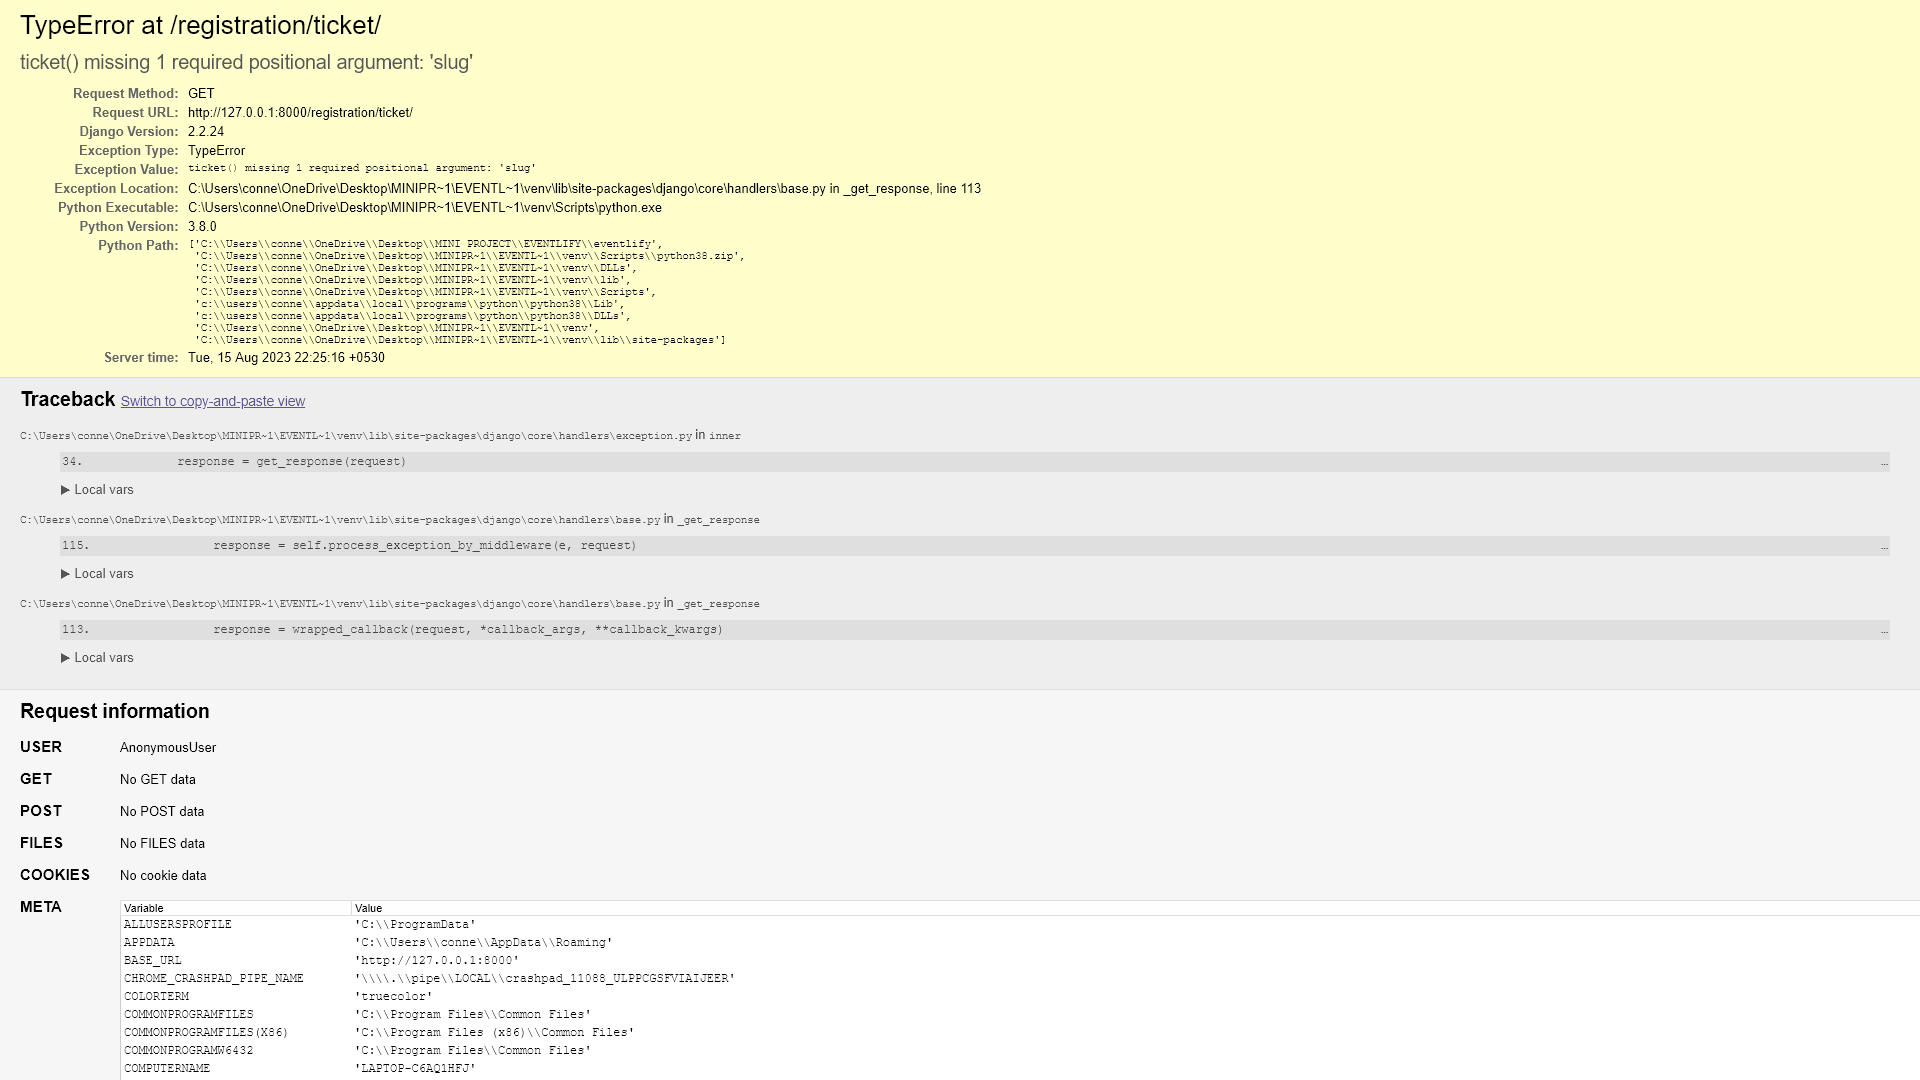 TypeError at /registration/ticket/
ticket() missing 1 required positional argument: 'slug'
Request Method: GET
Request URL: http://127.0.0.1:8000/registration/ticket/
Django Version: 2.2.24
Exception Type: TypeError
Exception Value: ticket() missing 1 required positional argument: 'slug'
Exception Location: C:\Users\conne\OneDrive\Desktop\MINIPR~1\EVENTL~1\venv\lib\site-packages\django\core\handlers\base.py in _get_response, line 113
Python Executable: C:\Users\conne\OneDrive\Desktop\MINIPR~1\EVENTL~1\venv\Scripts\python.exe
Python Version: 3.8.0
Python Path: ['C:\\Users\\conne\\OneDrive\\Desktop\\MINI PROJECT\\EVENTLIFY\\eventlify',
'C:\\Users\\conne\\OneDrive\\Desktop\\MINIPR~1\\EVENTL~1\\venv\\Scripts\\python38.zip',
'C:\\Users\\conne\\OneDrive\\Desktop\\MINIPR~1\\EVENTL~1\\venv\\DLLs',
'C:\\Users\\conne\\OneDrive\\Desktop\\MINIPR~1\\EVENTL~1\\venv\\lib',
'C:\\Users\\conne\\OneDrive\\Desktop\\MINIPR~1\\EVENTL~1\\venv\\Scripts',
'c:\\users\\conne\\appdata\\local\\programs\\python\\python38\\Lib',
'c:\\users\\conne\\appdata\\local\\programs\\python\\python38\\DLLs',
'C:\\Users\\conne\\OneDrive\\Desktop\\MINIPR~1\\EVENTL~1\\venv',
'C:\\Users\\conne\\OneDrive\\Desktop\\MINIPR~1\\EVENTL~1\\venv\\lib\\site-packages']
Server time: Tue, 15 Aug 2023 22:25:16 +0530
Traceback Switch to copy-and-paste view
C:\Users\conne\OneDrive\Desktop\MINIPR~1\EVENTL~1\venv\lib\site-packages\django\core\handlers\exception.py in inner
34. response = get_response(request) ...
▶ Local vars
C:\Users\conne\OneDrive\Desktop\MINIPR~1\EVENTL~1\venv\lib\site-packages\django\core\handlers\base.py in _get_response
115. response = self.process_exception_by_middleware(e, request) ...
▶ Local vars
C:\Users\conne\OneDrive\Desktop\MINIPR~1\EVENTL~1\venv\lib\site-packages\django\core\handlers\base.py in _get_response
113. response = wrapped_callback(request, *callback_args, **callback_kwargs) ...
▶ Local vars
Request information
USER AnonymousUser
GET No GET data
POST No POST data
FILES No FILES data
COOKIES No cookie data
META Variable Value
ALLUSERSPROFILE 'C:\\ProgramData'
APPDATA 'C:\\Users\\conne\\AppData\\Roaming'
BASE_URL 'http://127.0.0.1:8000'
CHROME_CRASHPAD_PIPE_NAME '\\\\.\\pipe\\LOCAL\\crashpad_11088_ULPPCGSFVIAIJEER'
COLORTERM 'truecolor'
COMMONPROGRAMFILES 'C:\\Program Files\\Common Files'
COMMONPROGRAMFILES(X86) 'C:\\Program Files (x86)\\Common Files'
COMMONPROGRAMW6432 'C:\\Program Files\\Common Files'
COMPUTERNAME 'LAPTOP-C6AQ1HFJ'